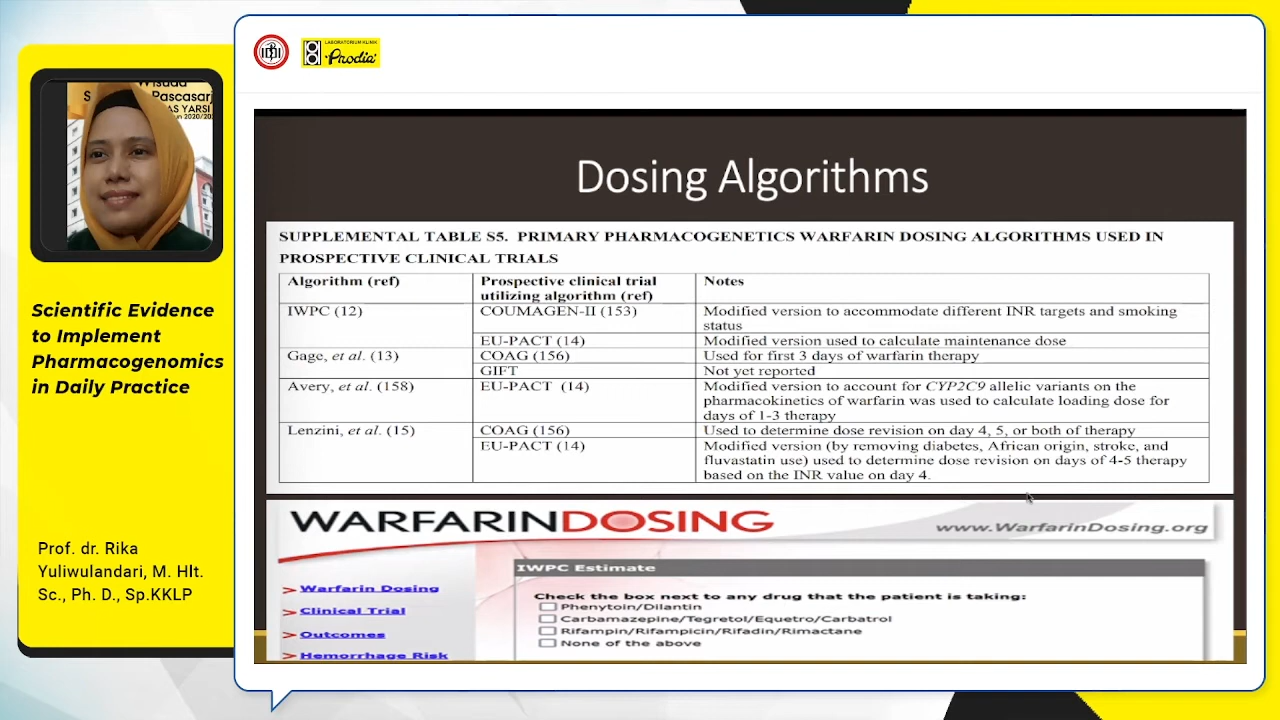 LABORATORIUM KLINIK
Prodia
Wisuda
Pascasarj
AS YARSI
Scientific Evidence
to Implement
Pharmacogenomics
in Daily Practice
Prof. dr. Rika
Yuliwulandari, M. Hlt.
Sc., Ph. D., Sp.KKLP
Dosing Algorithms
SUPPLEMENTAL TABLE S5. PRIMARY PHARMACOGENETICS WARFARIN DOSING ALGORITHMS USED IN
PROSPECTIVE CLINICAL TRIALS
Algorithm (ref) Prospective clinical trial utilizing algorithm (ref) Notes
IWPC (12) COUMAGEN-II (153) Modified version to accommodate different INR targets and smoking
status
EU-PACT (14) Modified version used to calculate maintenance dose
Gage, et al. (13) COAG (156) Used for first 3 days of warfarin therapy
GIFT Not yet reported
Avery, et al. (158) EU-PACT (14) Modified version to account for CYP2C9 allelic variants on the
pharmacokinetics of warfarin was used to calculate loading dose for
days of 1-3 therapy
Lenzini, et al. (15) COAG (156) Used to determine dose revision on day 4, 5, or both of therapy
EU-PACT (14) Modified version (by removing diabetes, African origin, stroke, and
fluvastatin use) used to determine dose revision on days of 4-5 therapy
based on the INR value on day 4.
WARFARINDOSING www.WarfarinDosing.org
> Warfarin Dosing
> Clinical Trial
> Outcomes
> Hemorrhage Risk
IWPC Estimate
Check the box next to any drug that the patient is taking:
Phenytoin/Dilantin
Carbamazepine/Tegretol/Equetro/Carbatrol
Rifampin/Rifampicin/Rifadin/Rimactane
None of the above